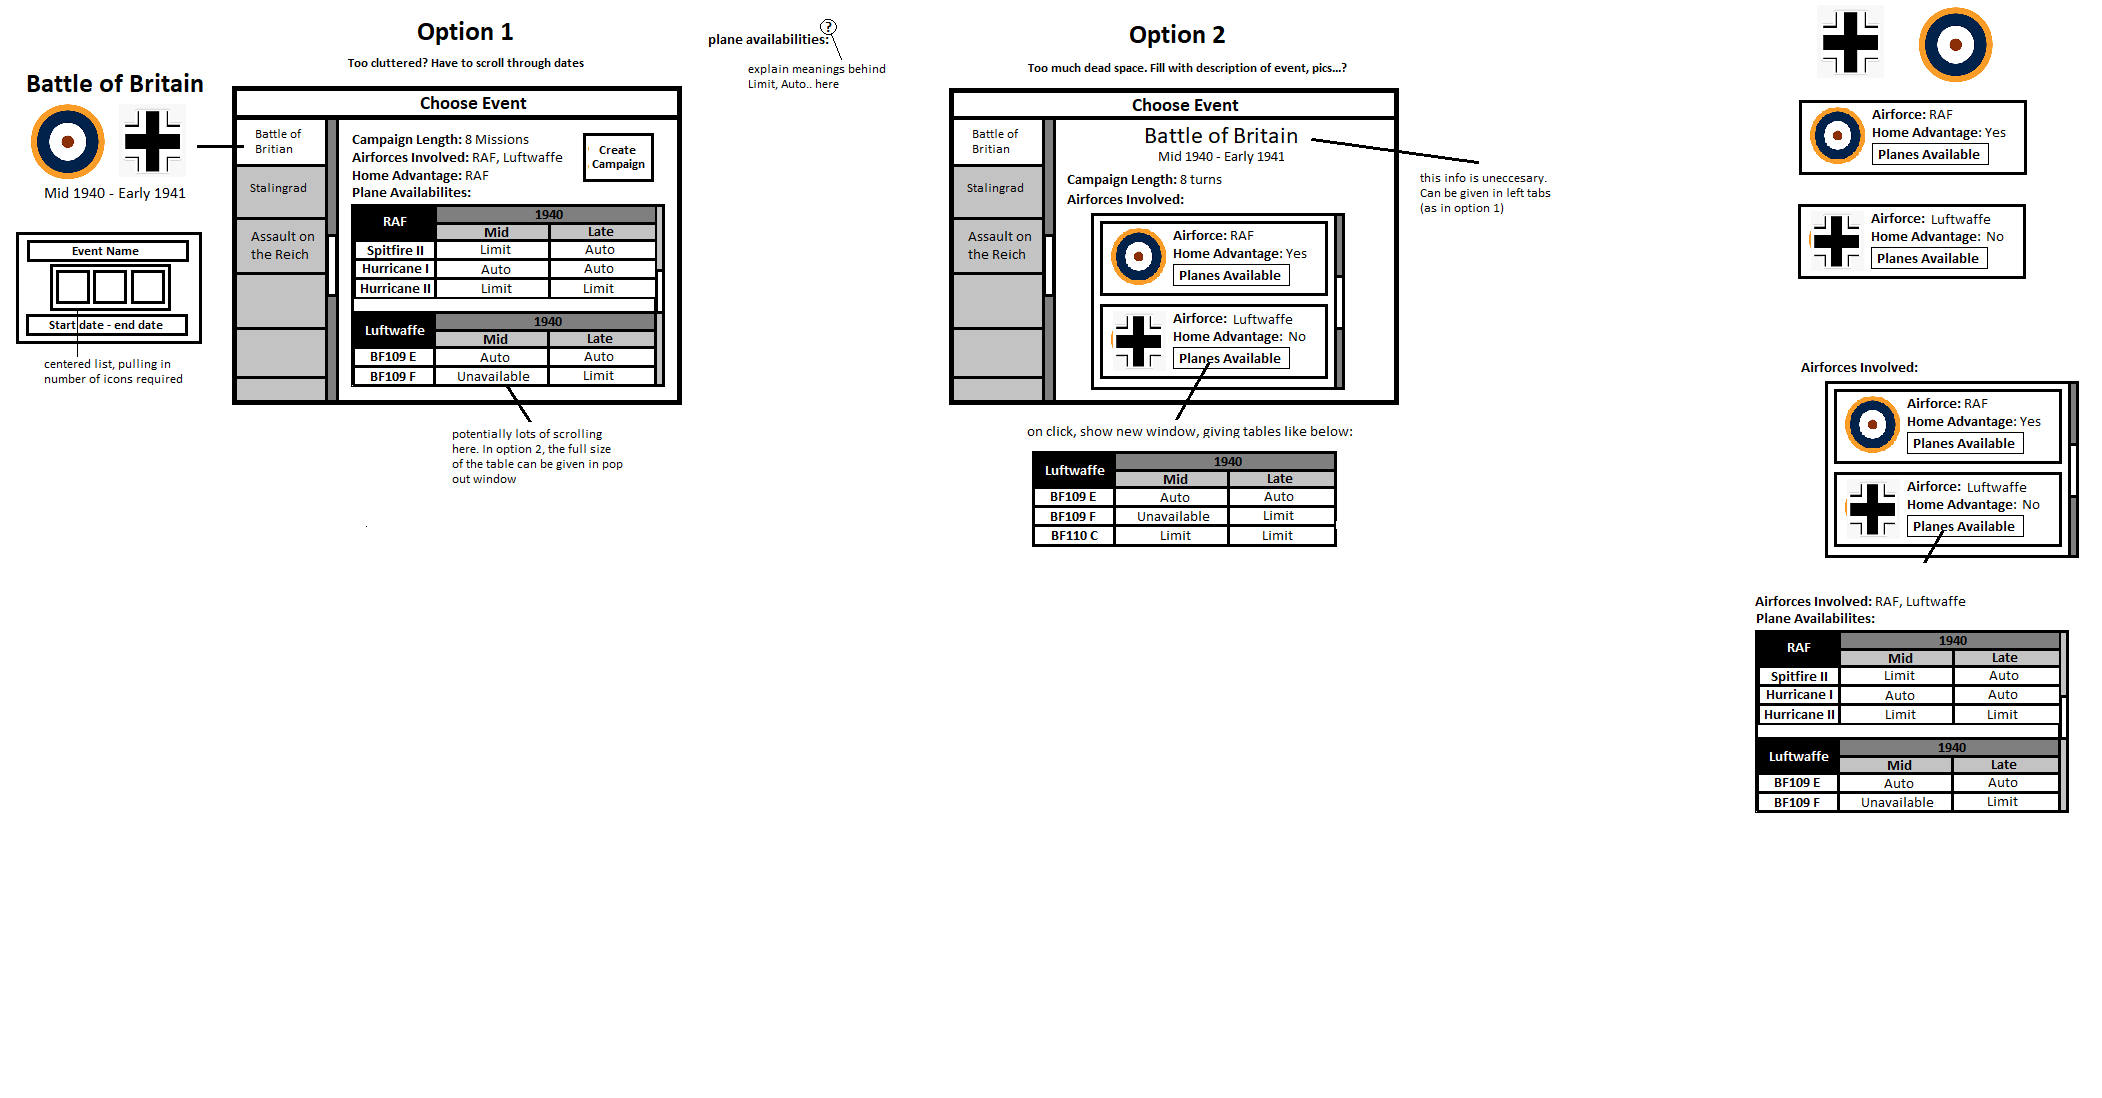 Option 1
Too cluttered? Have to scroll through dates
Battle of Britain
Mid 1940 - Early 1941
Event Name
Start date - end date
centered list, pulling in
number of icons required
Choose Event
Battle of
Britian
Stalingrad
Assault on
the Reich
Campaign Length: 8 Missions
Airforces Involved: RAF, Luftwaffe
Home Advantage: RAF
Plane Availabilites:
Create
Campaign
RAF 1940
Mid Late
Spitfire II Limit Auto
Hurricane I Auto Auto
Hurricane II Limit Limit
Luftwaffe 1940
Mid Late
BF109 E Auto Auto
BF109 F Unavailable Limit
potentially lots of scrolling
here. In option 2, the full size
of the table can be given in pop
out window
plane availabilities: ?
explain meanings behind
Limit, Auto.. here
Option 2
Too much dead space. Fill with description of event, pics...?
Choose Event
Battle of
Britian
Stalingrad
Assault on
the Reich
Battle of Britain
Mid 1940 - Early 1941
Campaign Length: 8 turns
Airforces Involved:
Airforce: RAF
Home Advantage: Yes
Planes Available
Airforce: Luftwaffe
Home Advantage: No
Planes Available
this info is uneccesary.
Can be given in left tabs
(as in option 1)
on click, show new window, giving tables like below:
Luftwaffe 1940
Mid Late
BF109 E Auto Auto
BF109 F Unavailable Limit
BF110 C Limit Limit
Airforce: RAF
Home Advantage: Yes
Planes Available
Airforce: Luftwaffe
Home Advantage: No
Planes Available
Airforces Involved:
Airforce: RAF
Home Advantage: Yes
Planes Available
Airforce: Luftwaffe
Home Advantage: No
Planes Available
Airforces Involved: RAF, Luftwaffe
Plane Availabilites:
RAF 1940
Mid Late
Spitfire II Limit Auto
Hurricane I Auto Auto
Hurricane II Limit Limit
Luftwaffe 1940
Mid Late
BF109 E Auto Auto
BF109 F Unavailable Limit